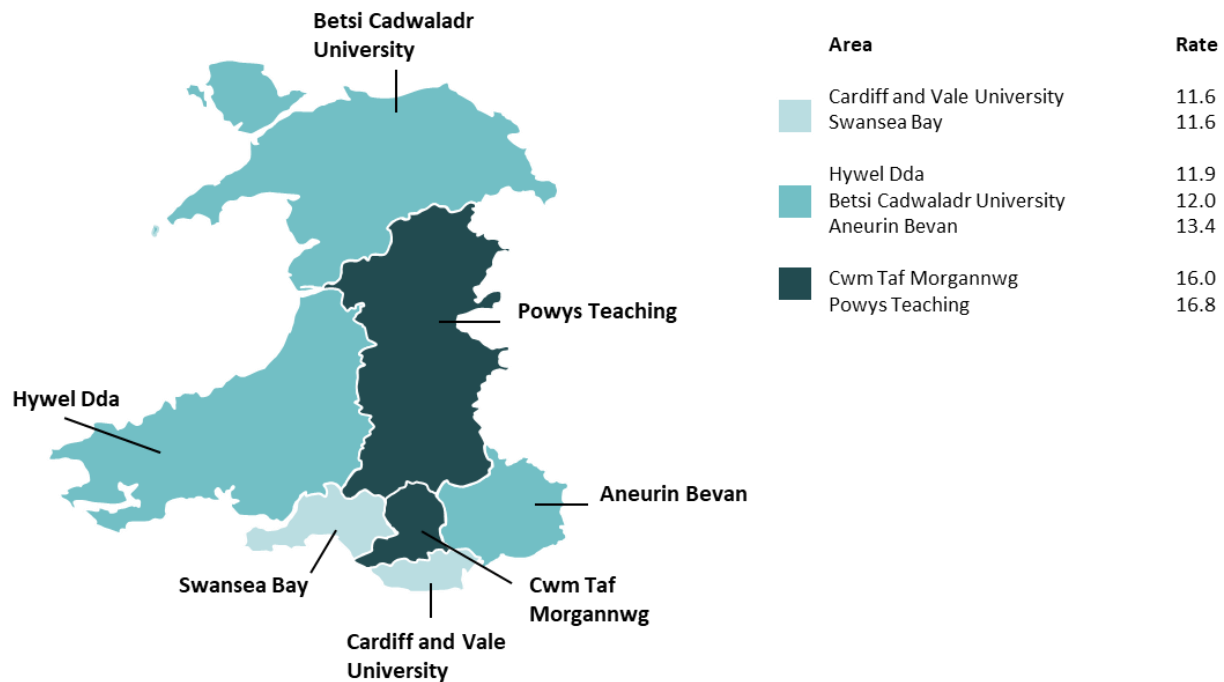 Betsi Cadwaladr
University
Powys Teaching
Hywel Dda
Aneurin Bevan
Swansea Bay
Cwm Taf
Morgannwg
Cardiff and Vale
University
Area Rate
Cardiff and Vale University 11.6
Swansea Bay 11.6
Hywel Dda 11.9
Betsi Cadwaladr University 12.0
Aneurin Bevan 13.4
Cwm Taf Morgannwg 16.0
Powys Teaching 16.8